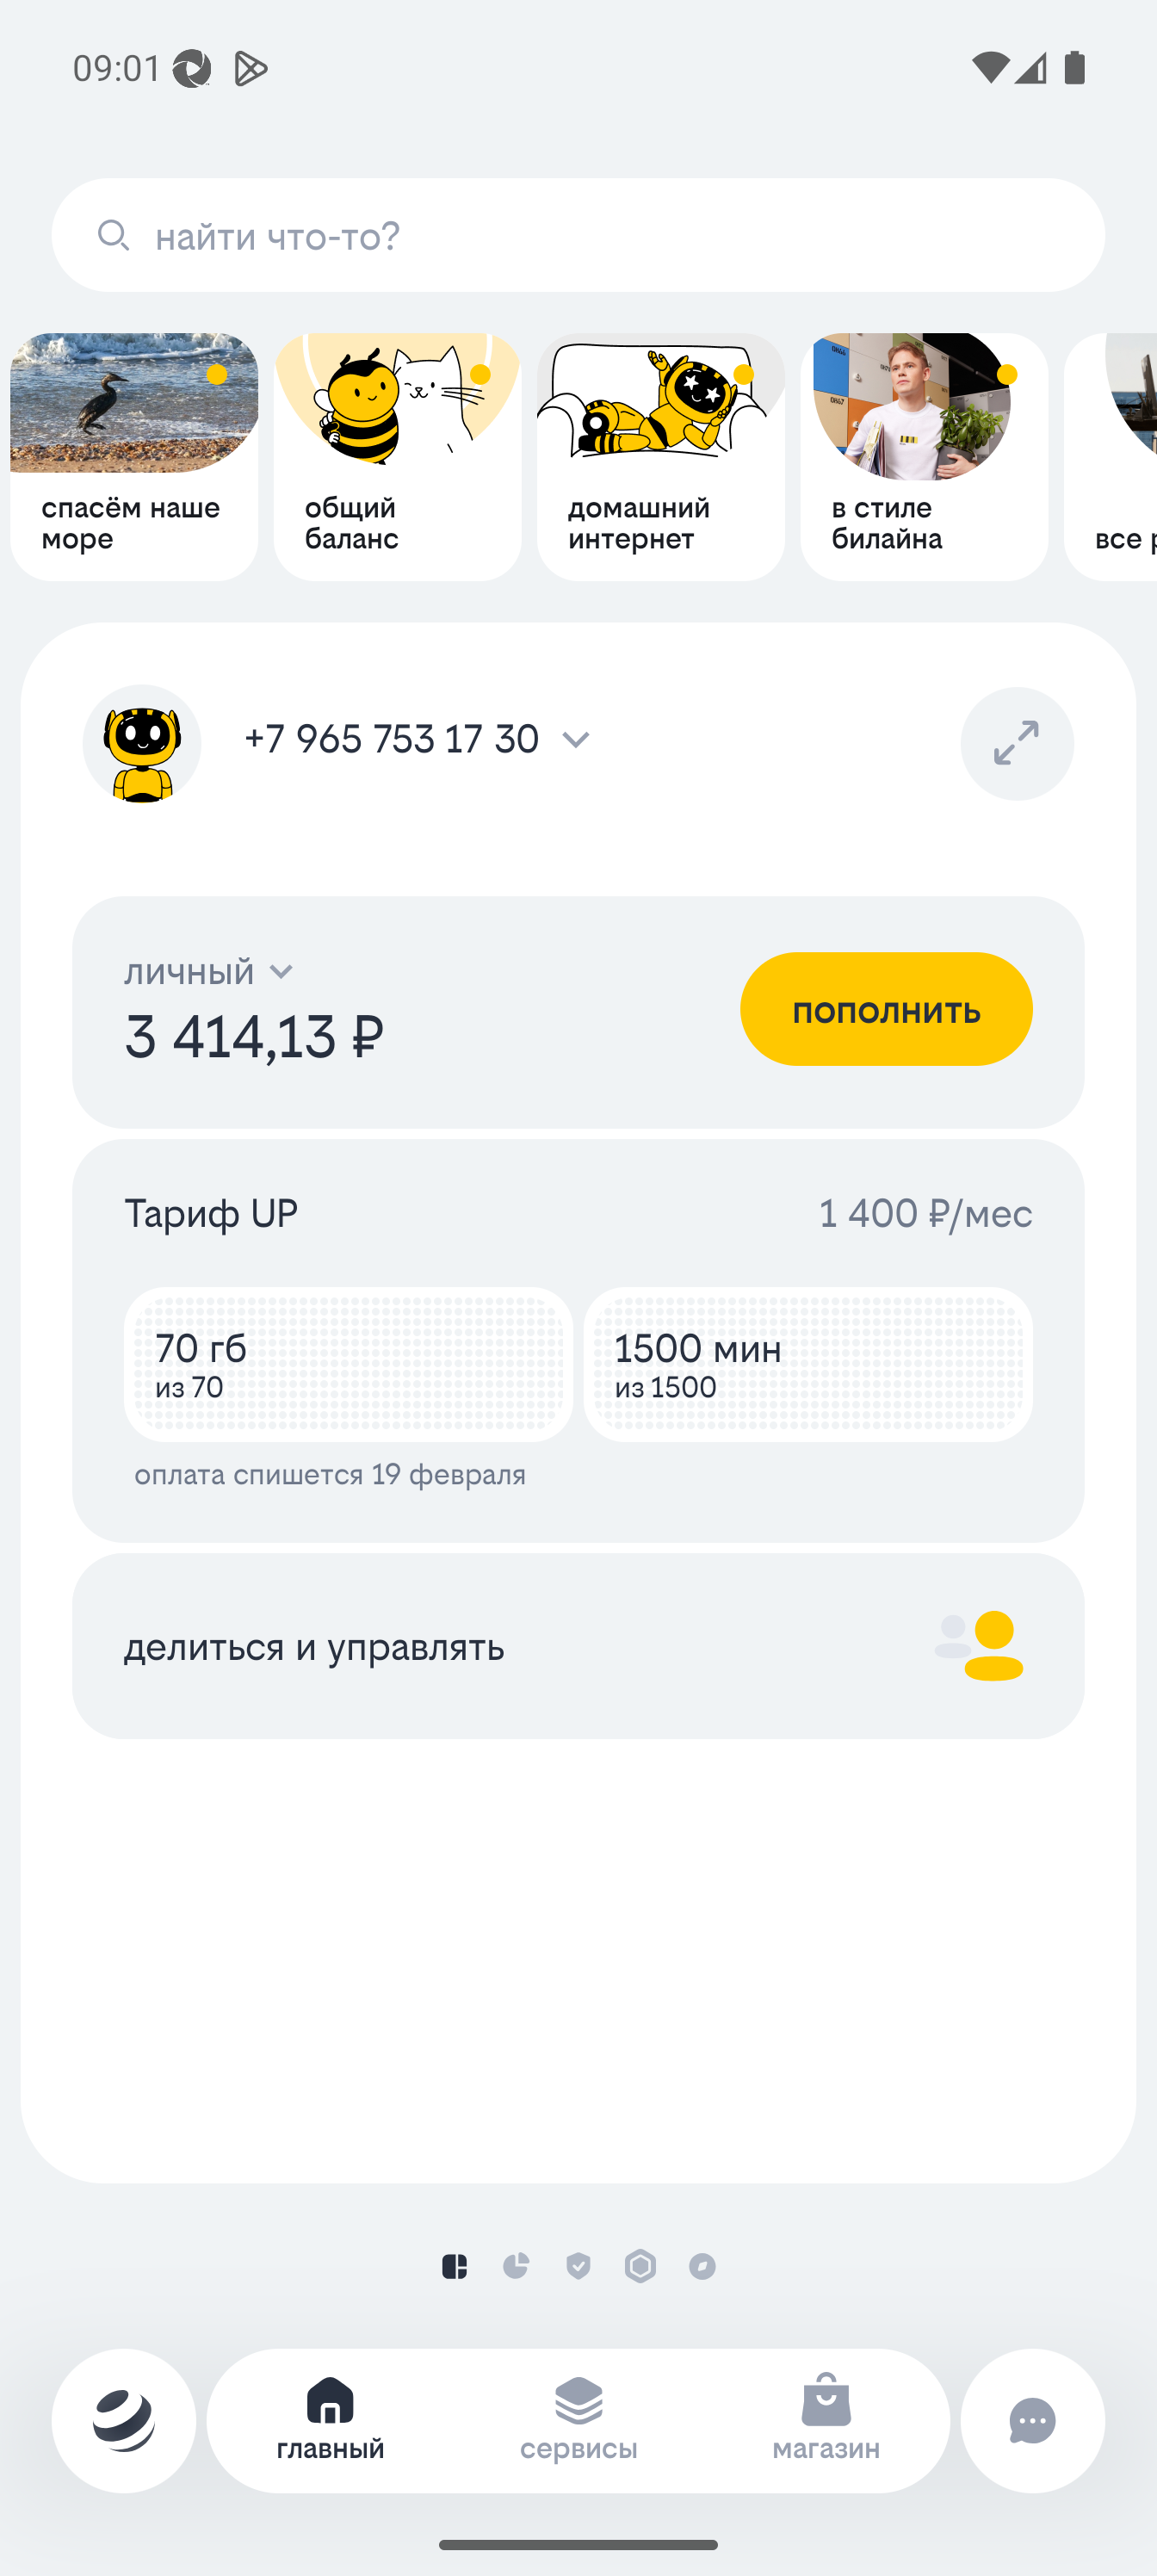 09:01
найти что-то?
спасём наше
море
общий
баланс
домашний
интернет
в стиле
билайна
все
+7 965 753 17 30
личный
3 414,13 ₽
пополнить
Тариф UP
1 400 ₽/мес
70 гб
из 70
1500 мин
из 1500
оплата спишется 19 февраля
делиться и управлять
главный
сервисы
магазин